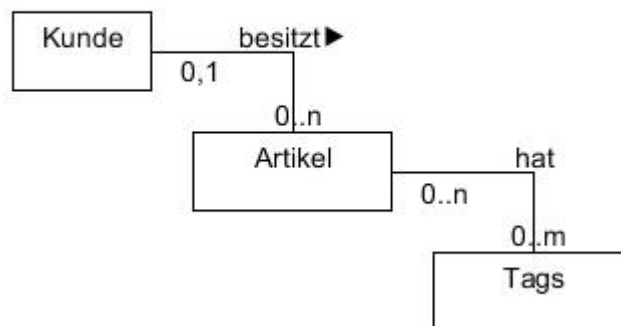 Kunde
besitzt▶
0,1
0..n
Artikel
hat
0..n
0..m
Tags